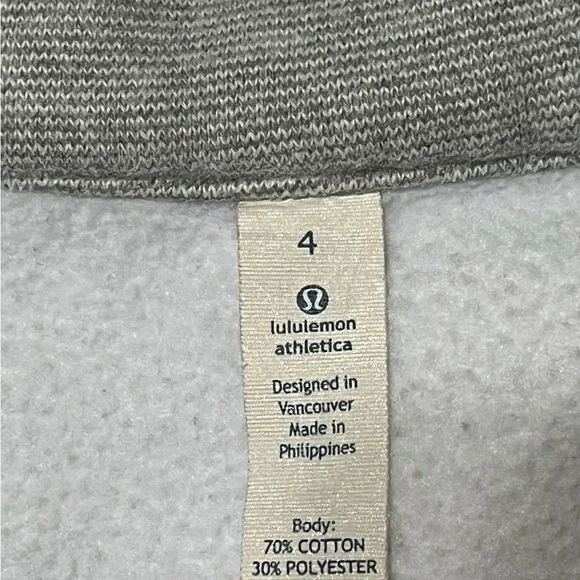 4
lululemon
athletica
Designed in
Vancouver
Made in
Philippines
Body:
70% COTTON
30% POLYESTER